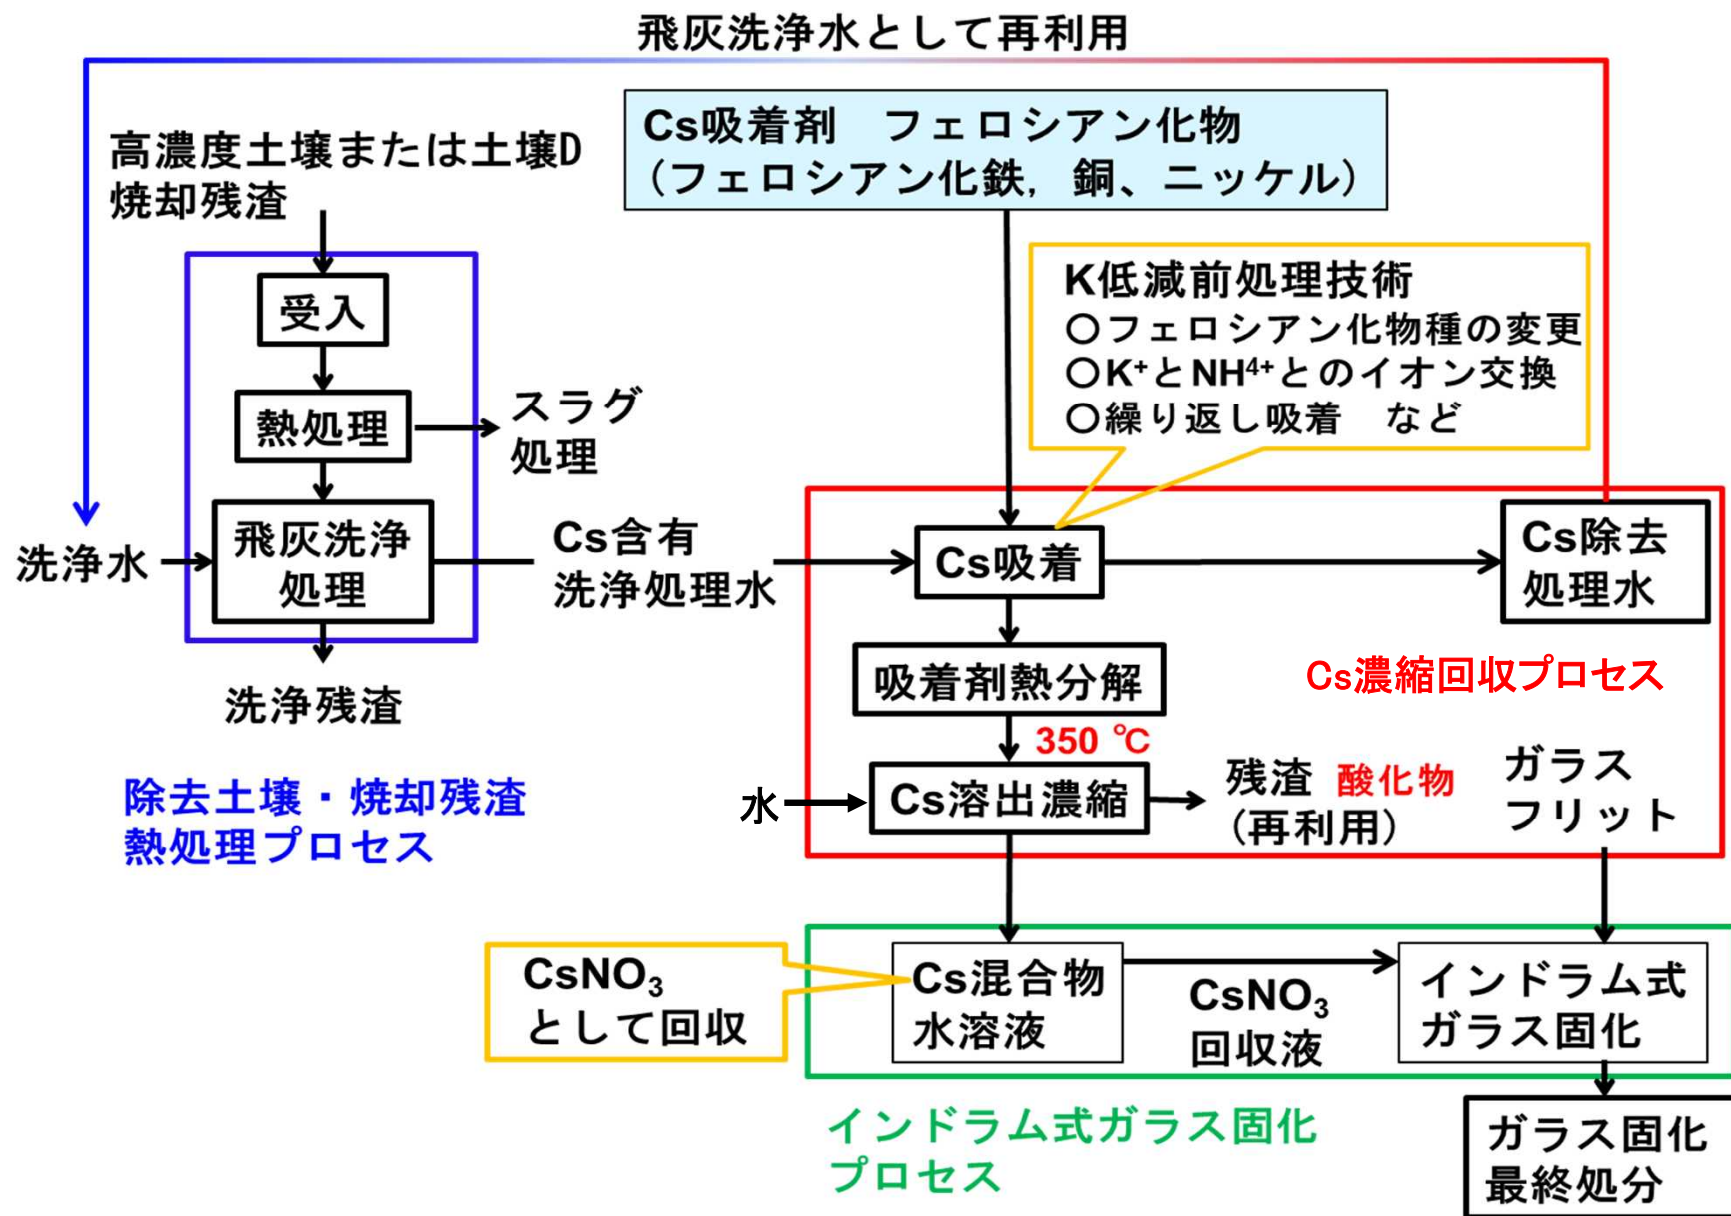 飛灰洗浄水として再利用
高濃度土壌または土壌D
焼却残渣
Cs吸着剤　フェロシアン化物
(フェロシアン化鉄,　銅、ニッケル)
受入
熱処理
スラグ
処理
飛灰洗浄
処理
洗浄水
洗浄残渣
除去土壌・焼却残渣
熱処理プロセス
Cs含有
洗浄処理水
K低減前処理技術
〇フェロシアン化物種の変更
〇K⁺とNH⁴⁺とのイオン交換
〇繰り返し吸着　など
Cs吸着
Cs除去
処理水
Cs濃縮回収プロセス
吸着剤熱分解
350 ℃
水
Cs溶出濃縮
残渣 酸化物
(再利用)
ガラス
フリット
CsNO₃
として回収
Cs混合物
水溶液
CsNO₃
回収液
インドラム式
ガラス固化
インドラム式ガラス固化
プロセス
ガラス固化
最終処分